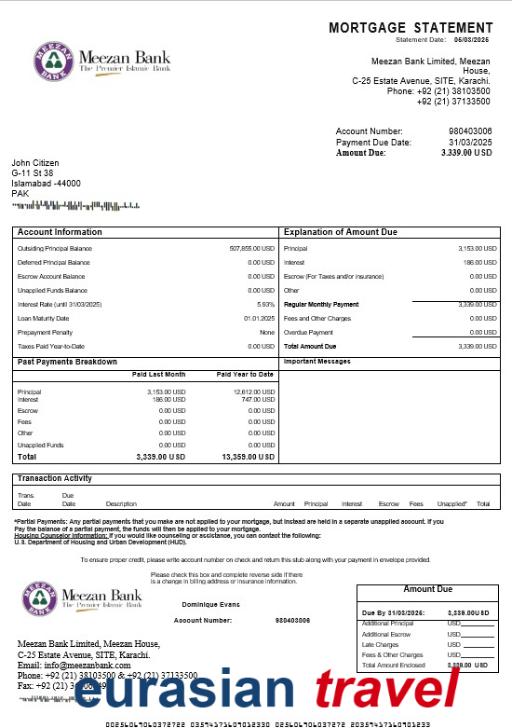 MORTGAGE STATEMENT
Statement Date: 06/03/2025
MEEZAN BANK
Meezan Bank
The Premier Islamic Bank
Meezan Bank Limited, Meezan
House,
C-25 Estate Avenue, SITE, Karachi.
Phone: +92 (21) 38103500
+92 (21) 37133500
Account Number: 980403006
Payment Due Date: 31/03/2025
Amount Due: 3.339.00 USD
John Citizen
G-11 St 38
Islamabad -44000
PAK
Account Information
Outsiding Principal Balance 507,855.00 USD
Deferred Principal Balance 0.00 USD
Escrow Account Balance 0.00 USD
Unapplied Funds Balance 0.00 USD
Interest Rate (until 31/03/2025) 5.93%
Loan Maturity Date 01.01.2025
Prepayment Penalty None
Taxes Paid Year-to-Date 0.00 USD
Explanation of Amount Due
Principal 3,153.00 USD
Interest 186.00 USD
Escrow (For Taxes and/or insurance) 0.00 USD
Other 0.00 USD
Regular Monthly Payment 3,339.00 USD
Fees and Other Charges 0.00 USD
Overdue Payment 0.00 USD
Total Amount Due 3,339.00 USD
Past Payments Breakdown
Paid Last Month Paid Year to Date
Principal 3,153.00 USD 12,612.00 USD
Interest 186.00 USD 747.00 USD
Escrow 0.00 USD 0.00 USD
Fees 0.00 USD 0.00 USD
Other 0.00 USD 0.00 USD
Unapplied Funds 0.00 USD 0.00 USD
Total 3,339.00 USD 13,359.00 USD
Important Messages
Transaction Activity
Trans. Due
Date Date Description Amount Principal Interest Escrow Fees Unapplied* Total
*Partial Payments: Any partial payments that you make are not applied to your mortgage, but instead are held in a separate unapplied account. If you
Pay the balance of a partial payment, the funds will then be applied to your mortgage.
Housing Counselor Information: If you would like counseling or assistance, you can contact the following:
U.S. Department of Housing and Urban Development (HUD).
To ensure proper credit, please write account number on check and return this stub along with your payment in envelope provided.
Please check this box and complete reverse side if there
is a change in billing address or insurance information.
MEEZAN BANK
Meezan Bank
The Premier Islamic Bank
Dominique Evans
Account Number: 980403006
Amount Due
Due By 31/03/2025: 3,339.00USD
Additional Principal USD
Additional Escrow USD
Late Charges USD
Fees & Other Charges USD
Total Amount Enclosed 3,339.00 USD
Meezan Bank Limited, Meezan House,
C-25 Estate Avenue, SITE, Karachi.
Email: info@meezanbank.com
Phone: +92 (21) 38103500 & +92 (21) 37133500
Fax: +92 (21)
eurasian travel